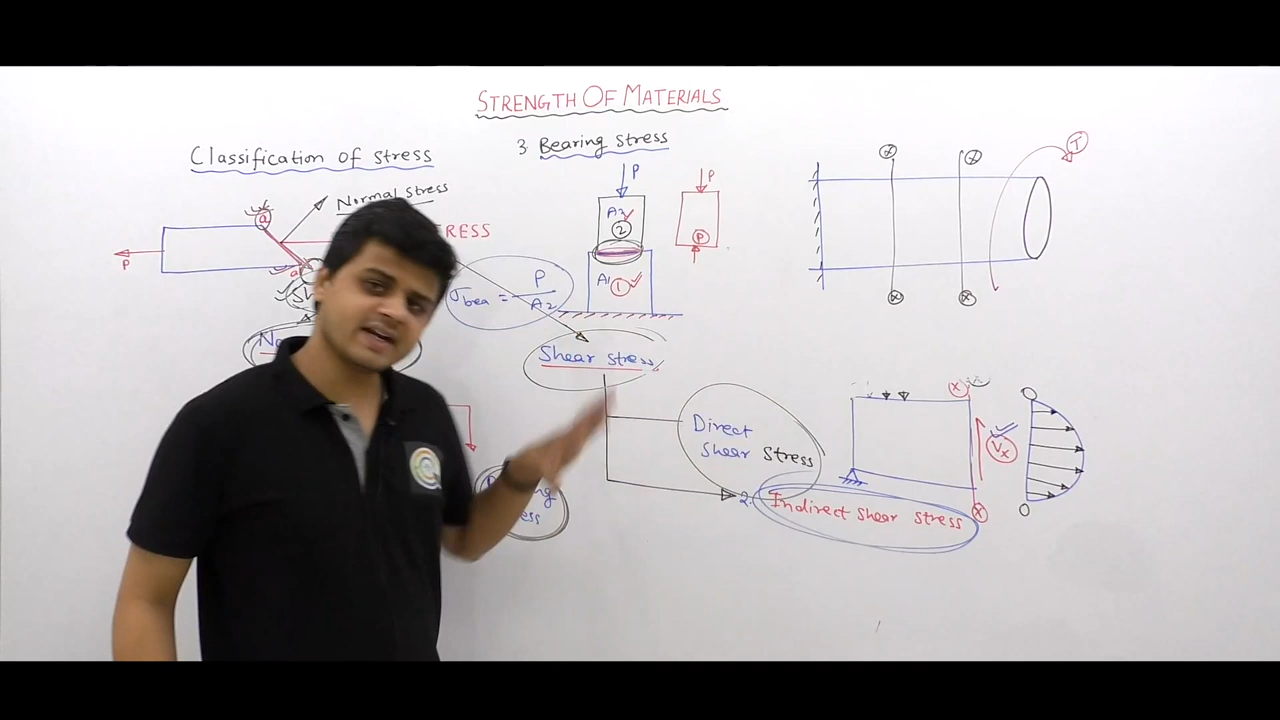 STRENGTH OF MATERIALS
Classification of stress
Normal stress
a
P
3. Bearing stress
P
A2
2
A1 1
P
P
σbea = P
A2
Shear stress
Direct
shear stress
2. Indirect shear stress
x
x
x
x
T
x
Vx
x
O
O